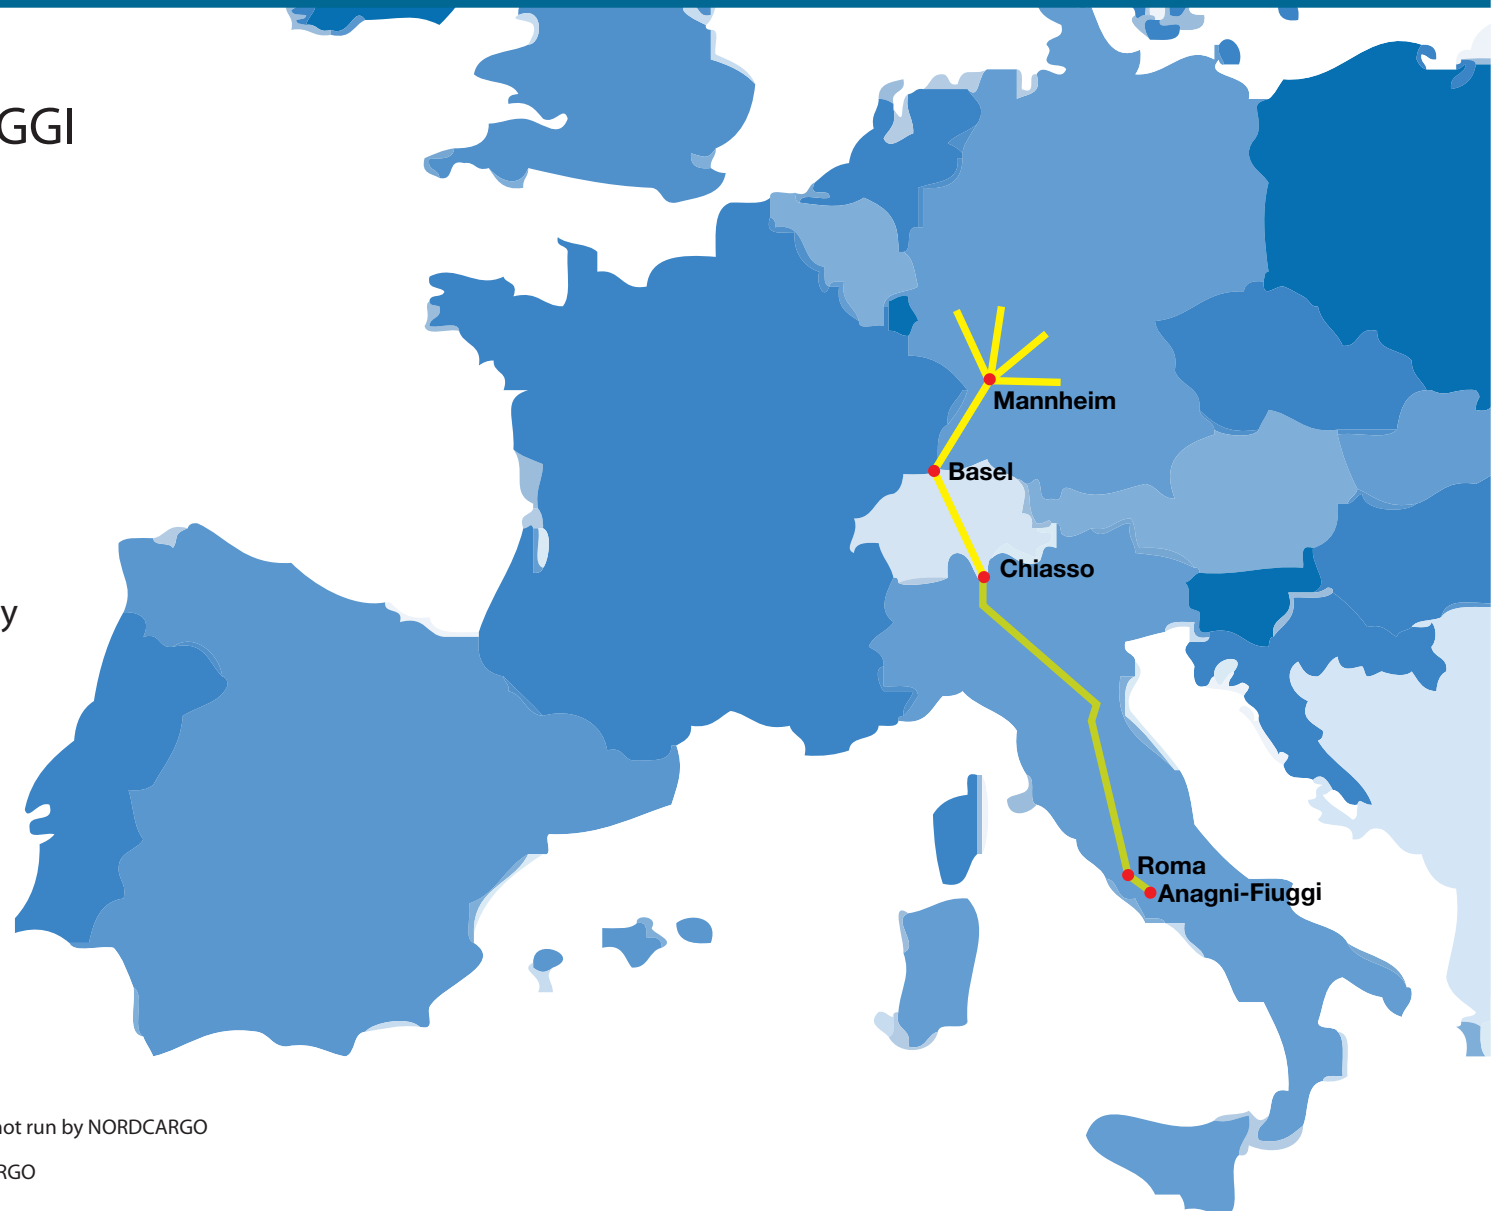 GGI
Mannheim
Basel
Chiasso
y
Roma
Anagni-Fiuggi
not run by NORDCARGO
RGO